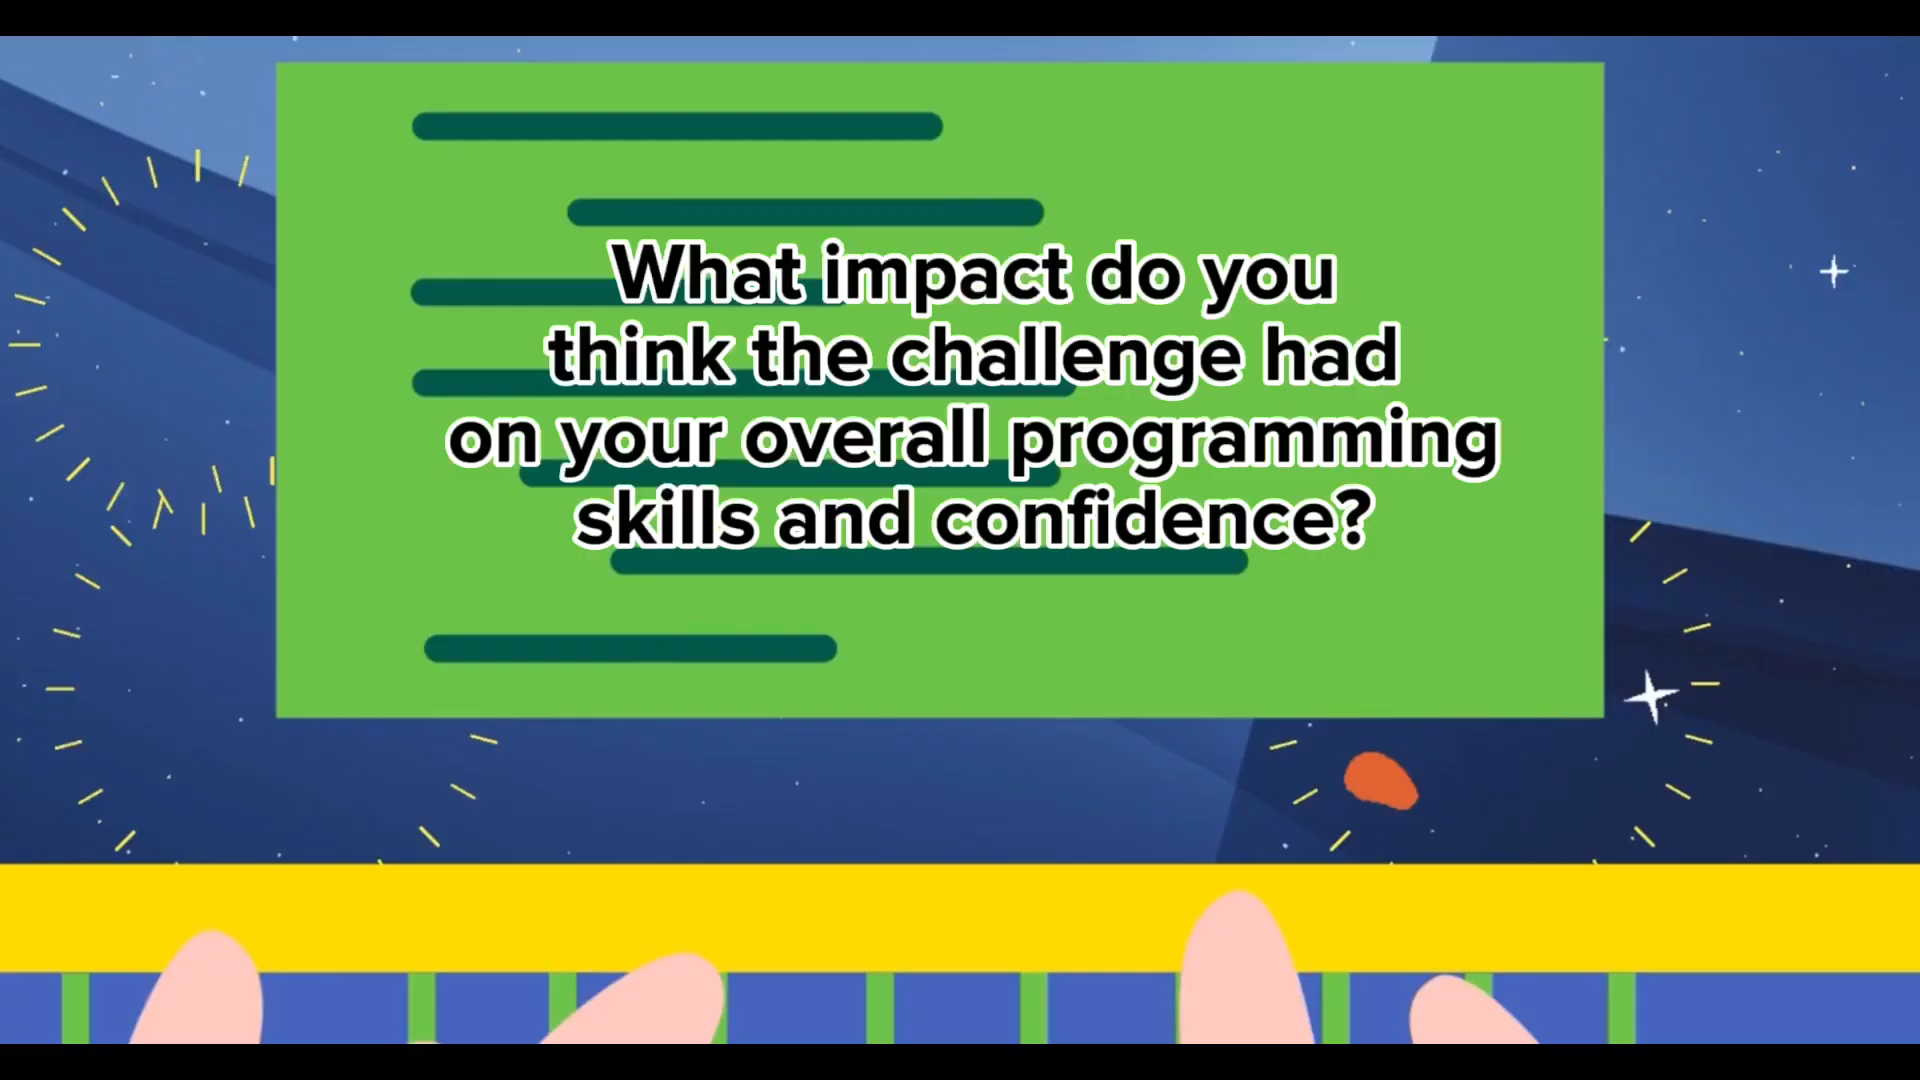 What impact do you
think the challenge had
on your overall programming
skills and confidence?